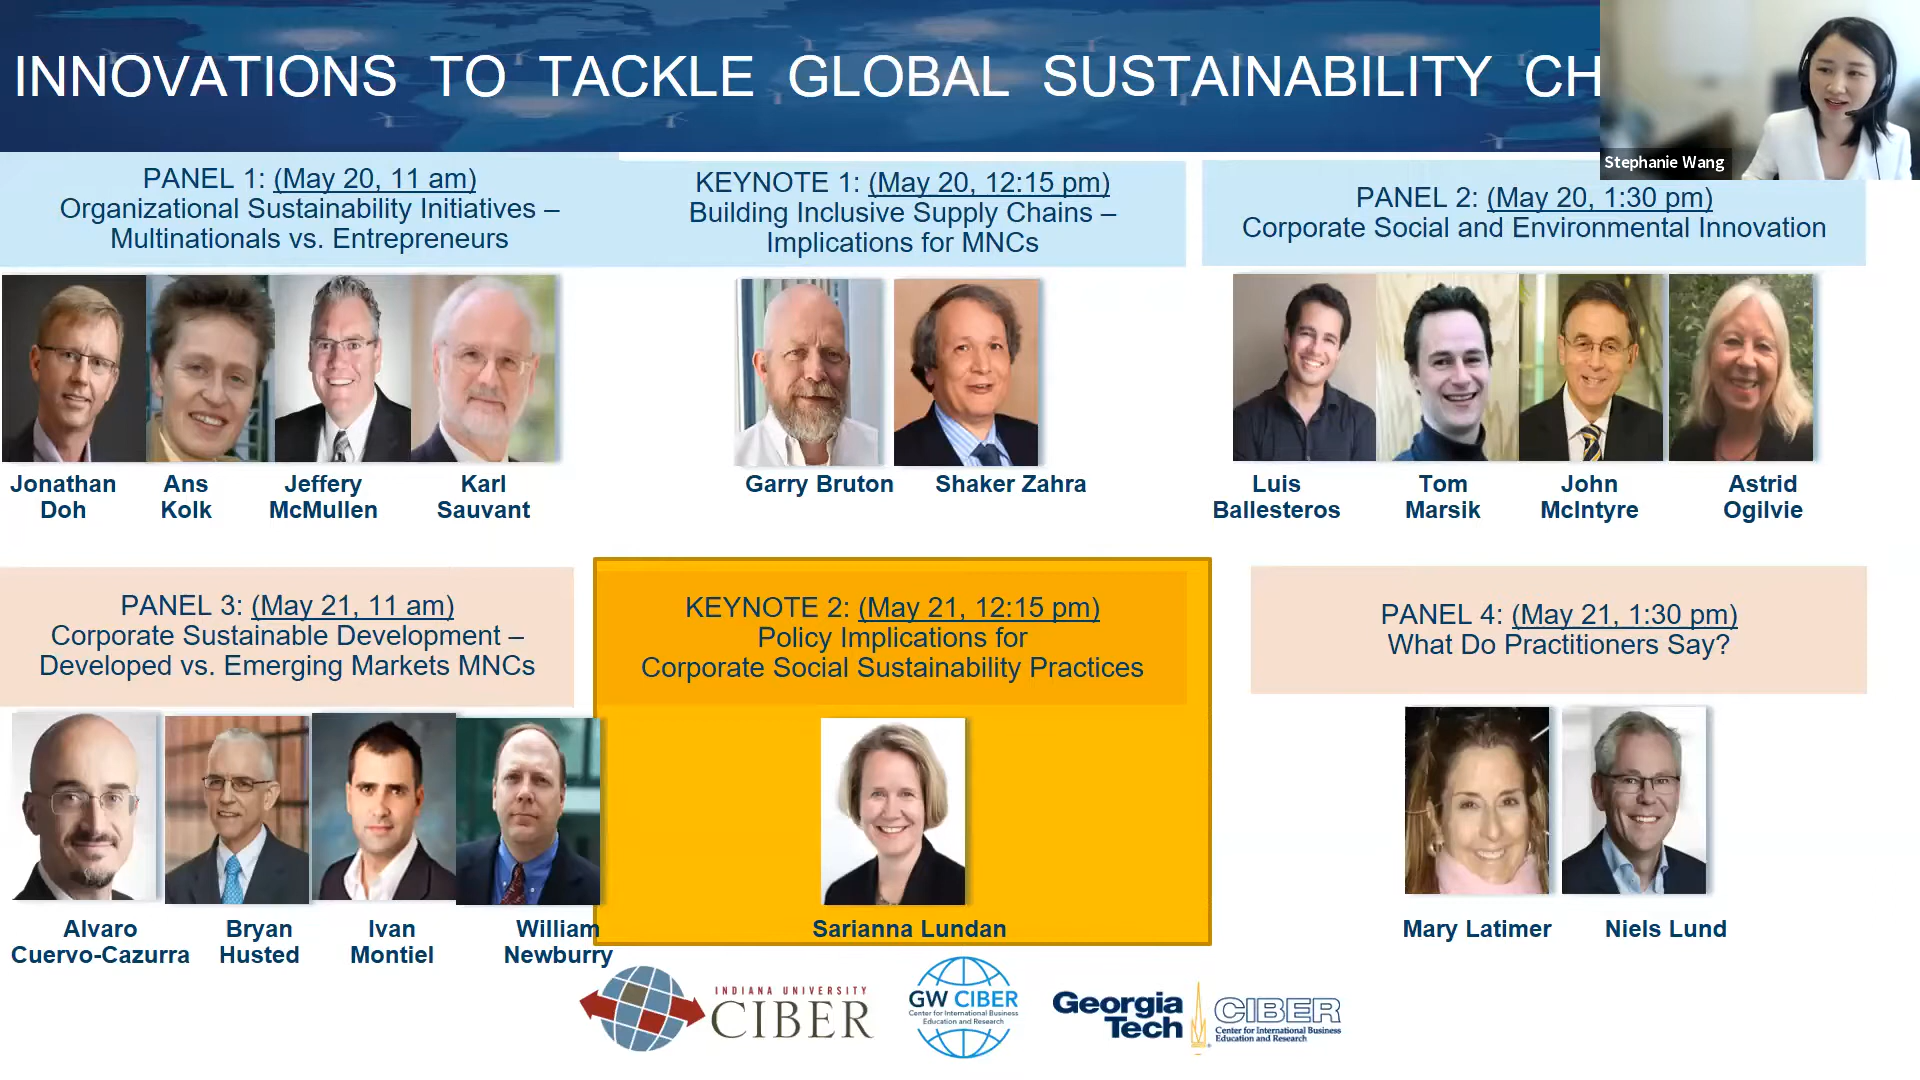 INNOVATIONS TO TACKLE GLOBAL SUSTAINABILITY CH
Stephanie Wang
PANEL 1: (May 20, 11 am)
Organizational Sustainability Initiatives –
Multinationals vs. Entrepreneurs
KEYNOTE 1: (May 20, 12:15 pm)
Building Inclusive Supply Chains –
Implications for MNCs
PANEL 2: (May 20, 1:30 pm)
Corporate Social and Environmental Innovation
Jonathan
Doh
Ans
Kolk
Jeffery
McMullen
Karl
Sauvant
Garry Bruton
Shaker Zahra
Luis
Ballesteros
Tom
Marsik
John
McIntyre
Astrid
Ogilvie
PANEL 3: (May 21, 11 am)
Corporate Sustainable Development –
Developed vs. Emerging Markets MNCs
KEYNOTE 2: (May 21, 12:15 pm)
Policy Implications for
Corporate Social Sustainability Practices
PANEL 4: (May 21, 1:30 pm)
What Do Practitioners Say?
Alvaro
Cuervo-Cazurra
Bryan
Husted
Ivan
Montiel
William
Newburry
Sarianna Lundan
Mary Latimer
Niels Lund
INDIANA UNIVERSITY
CIBER
GW CIBER
Center for International Business
Education and Research
Georgia
Tech
CIBER
Center for International Business
Education and Research